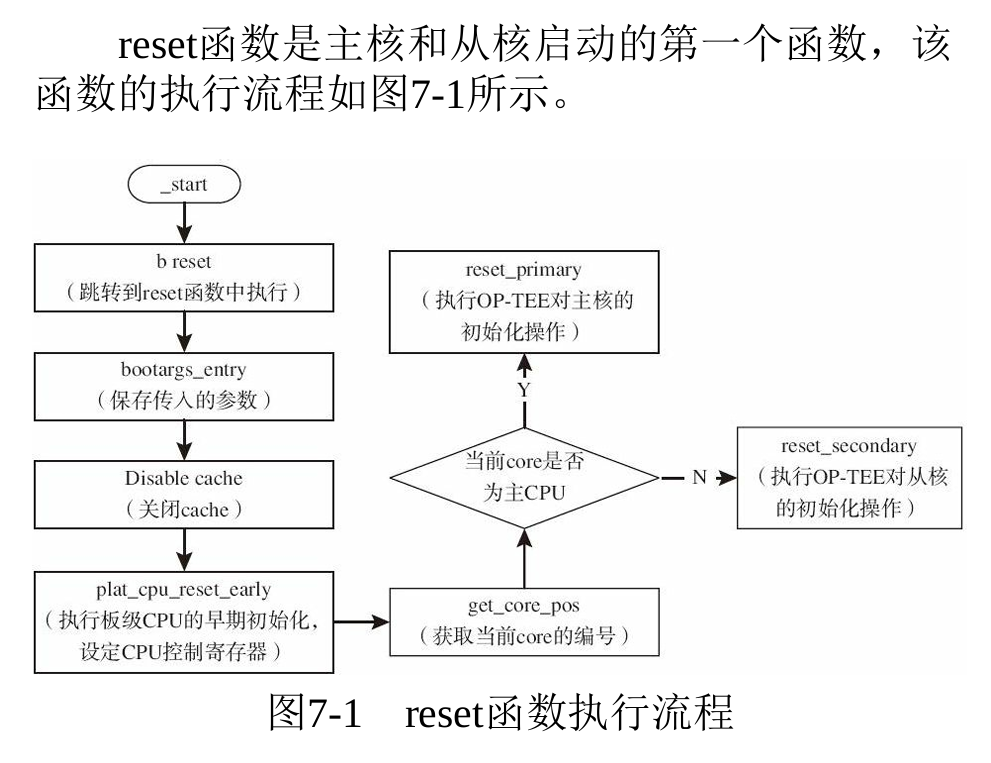 reset函数是主核和从核启动的第一个函数，该
函数的执行流程如图7-1所示。
_start
b reset
（跳转到reset函数中执行）
bootargs_entry
（保存传入的参数）
Disable cache
（关闭cache）
plat_cpu_reset_early
（执行板级CPU的早期初始化，
设定CPU控制寄存器）
get_core_pos
（获取当前core的编号）
当前core是否
为主CPU
Y
reset_primary
（执行OP-TEE对主核的
初始化操作）
N
reset_secondary
（执行OP-TEE对从核
的初始化操作）
图7-1 reset函数执行流程